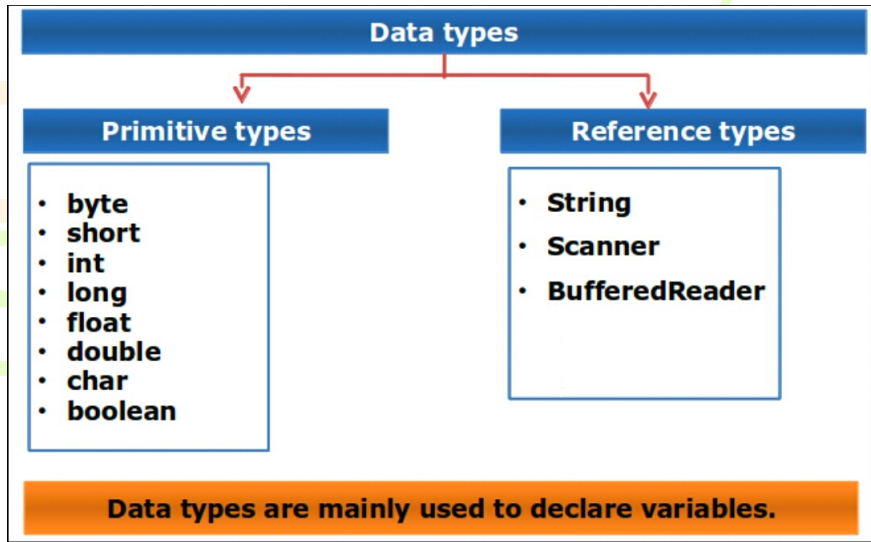 Data types
Primitive types
• byte
• short
• int
• long
• float
• double
• char
• boolean
Reference types
• String
• Scanner
• BufferedReader
Data types are mainly used to declare variables.